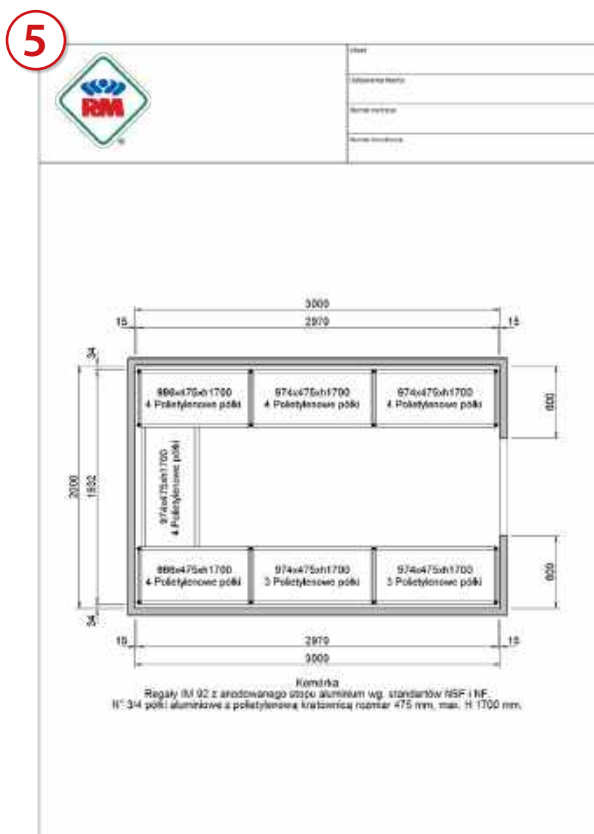 5
RM
®
3000
15 2970 15
34
4 Polietylenowe półki
974x475xh1700
4 Polietylenowe półki
974x475xh1700
4 Polietylenowe półki
600
2000
1932
974x475xh1700
4 Polietylenowe półki
4 Polietylenowe półki
974x475xh1700
3 Polietylenowe półki
974x475xh1700
3 Polietylenowe półki
600
34
15 2970 15
3000
Komórka
Regały IM 92 z anodowanego stopu aluminium wg. standartów NSF i NF.
N° 3/4 półki aluminiowe z polietylenową kratownicą rozmiar 475 mm, max. H 1700 mm.